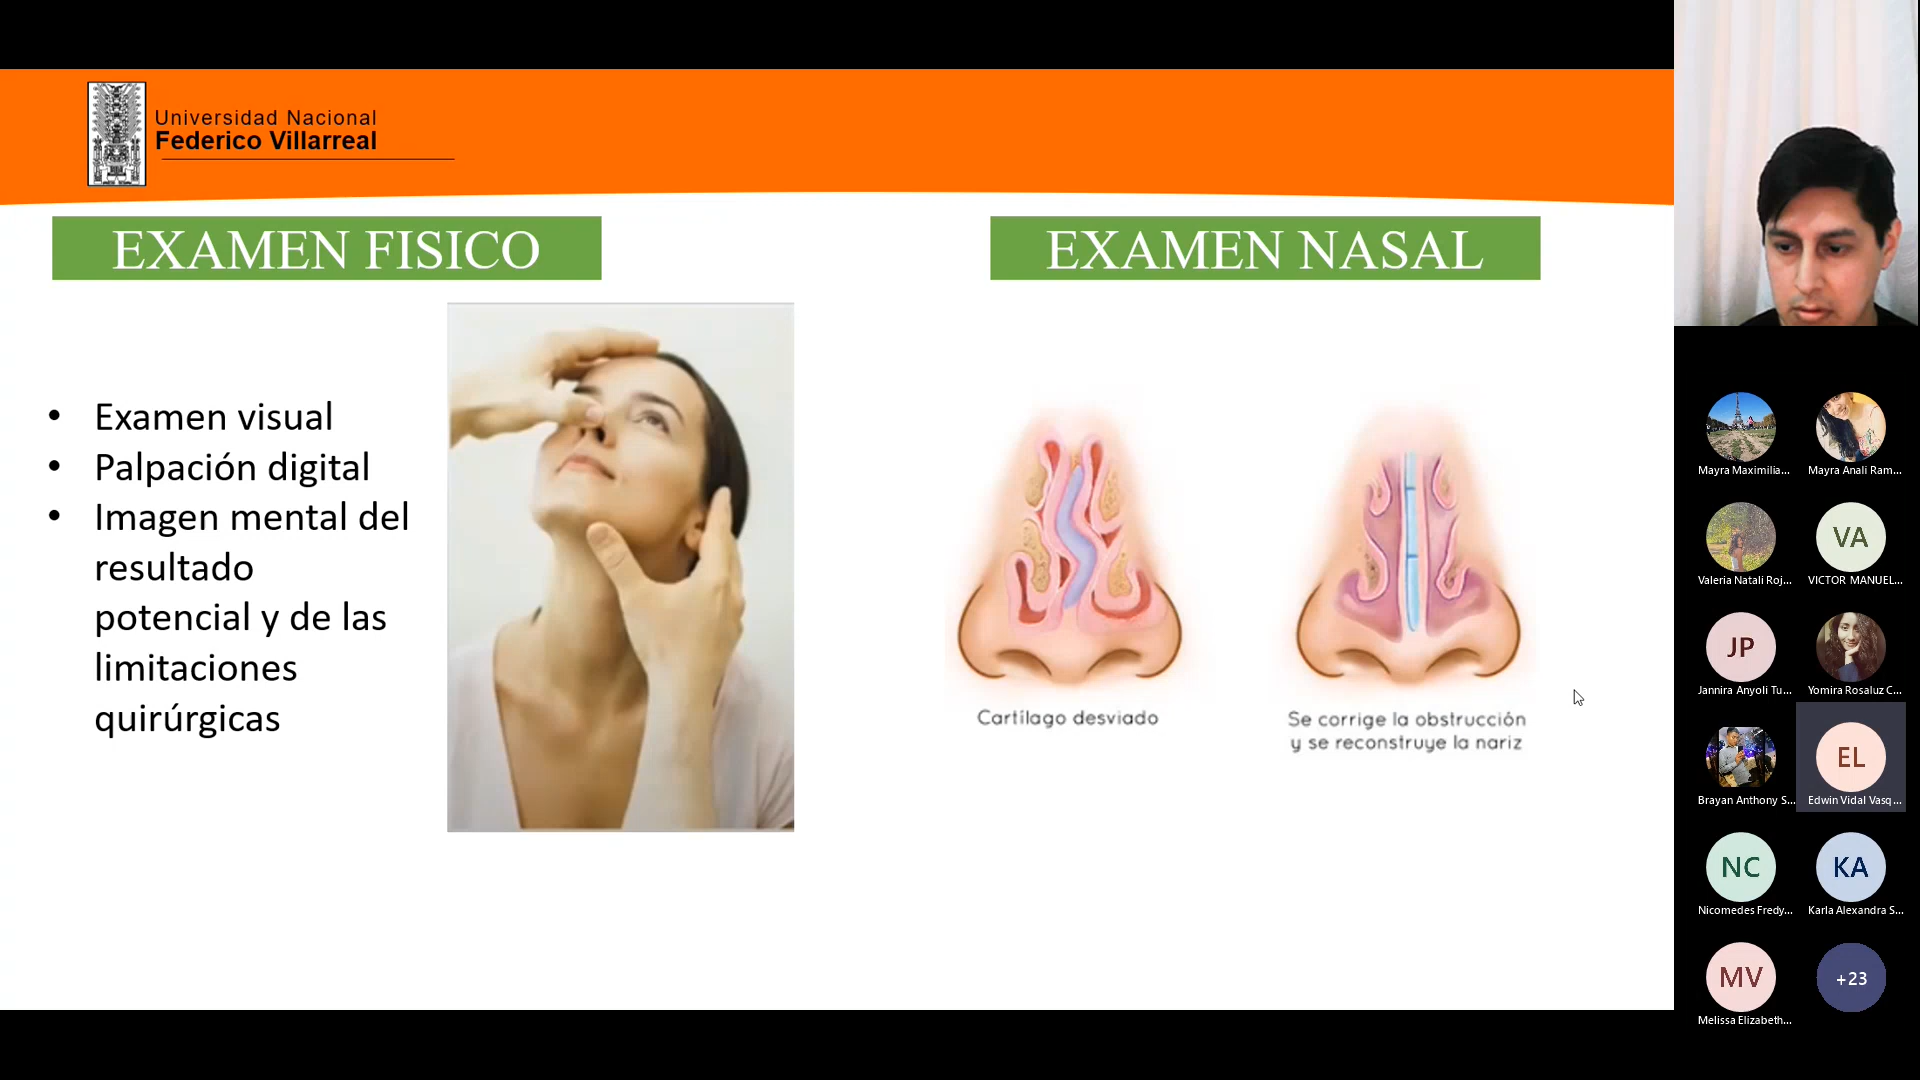 Universidad Nacional
Federico Villarreal
EXAMEN FISICO
EXAMEN NASAL
• Examen visual
• Palpación digital
• Imagen mental del
resultado
potencial y de las
limitaciones
quirúrgicas
Cartílago desviado
Se corrige la obstrucción
y se reconstruye la nariz
Mayra Maximilia...
Mayra Anali Ram...
Valeria Natali Roj...
VA
VICTOR MANUEL...
JP
Jannira Anyoli Tu...
Yomira Rosaluz C...
Brayan Anthony S...
EL
Edwin Vidal Vasq...
NC
Nicomedes Fredy...
KA
Karla Alexandra S...
MV
Melissa Elizabeth...
+23